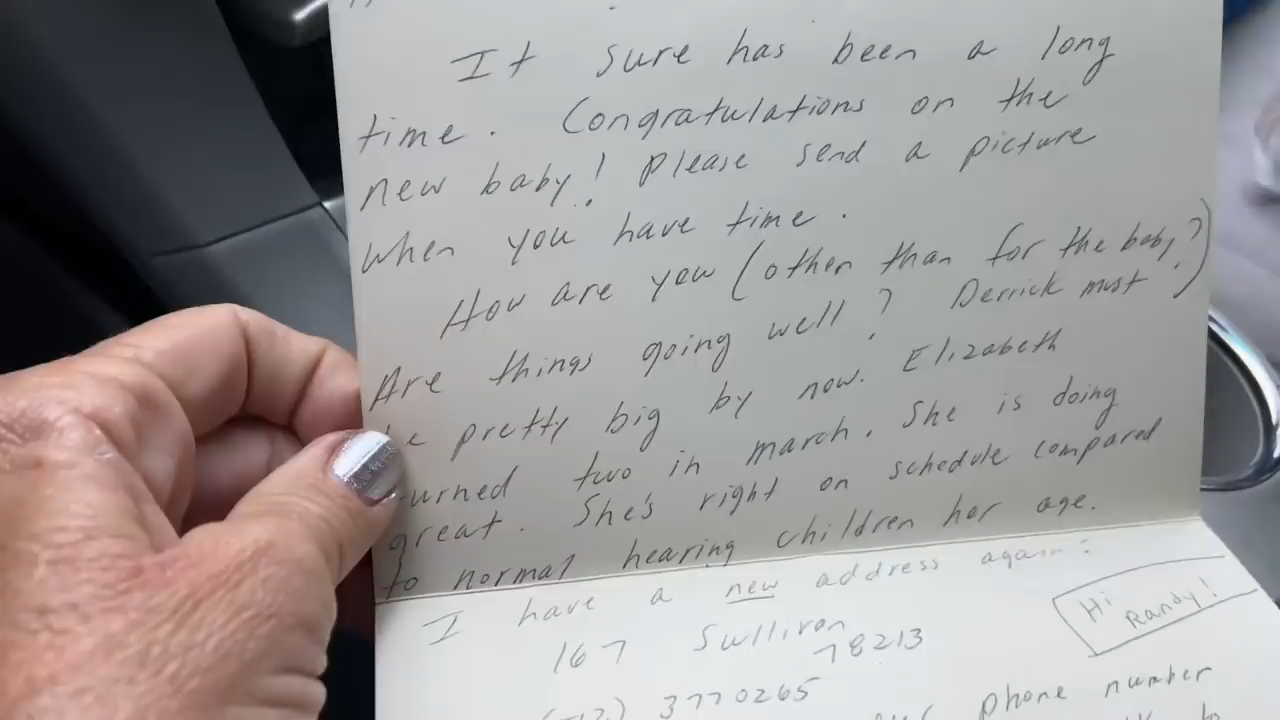 It sure has been a long
time. Congratulations on the
new baby! Please send a picture
when you have time.
How are you (other than for the baby?)
Are things going well? Derrick must
pretty big by now. Elizabeth
turned two in march. She is doing
great. She's right on schedule compared
to normal hearing children her age.
I have a new address again:
Hi
Randy!
167 Sullivan
78213
3770265
phone number